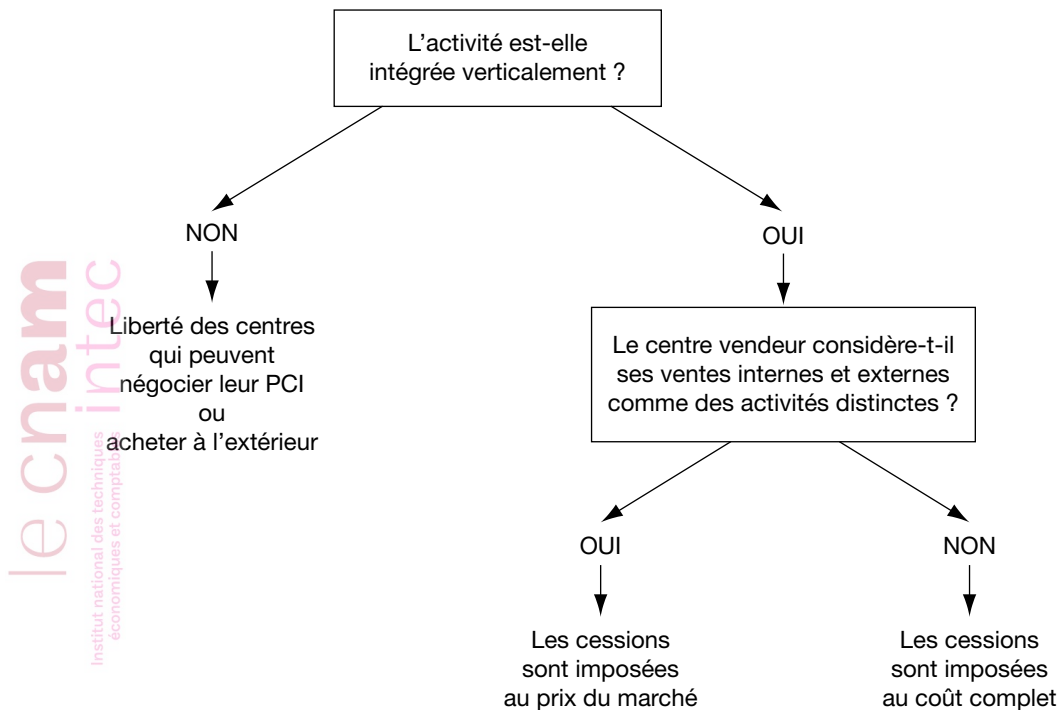 L'activité est-elle
intégrée verticalement ?
NON
OUI
Liberté des centres
qui peuvent
négocier leur PCI
ou
acheter à l'extérieur
Le centre vendeur considère-t-il
ses ventes internes et externes
comme des activités distinctes ?
OUI
NON
Les cessions
sont imposées
au prix du marché
Les cessions
sont imposées
au coût complet
le cnam
intec
Institut national des techniques
économiques et comptables